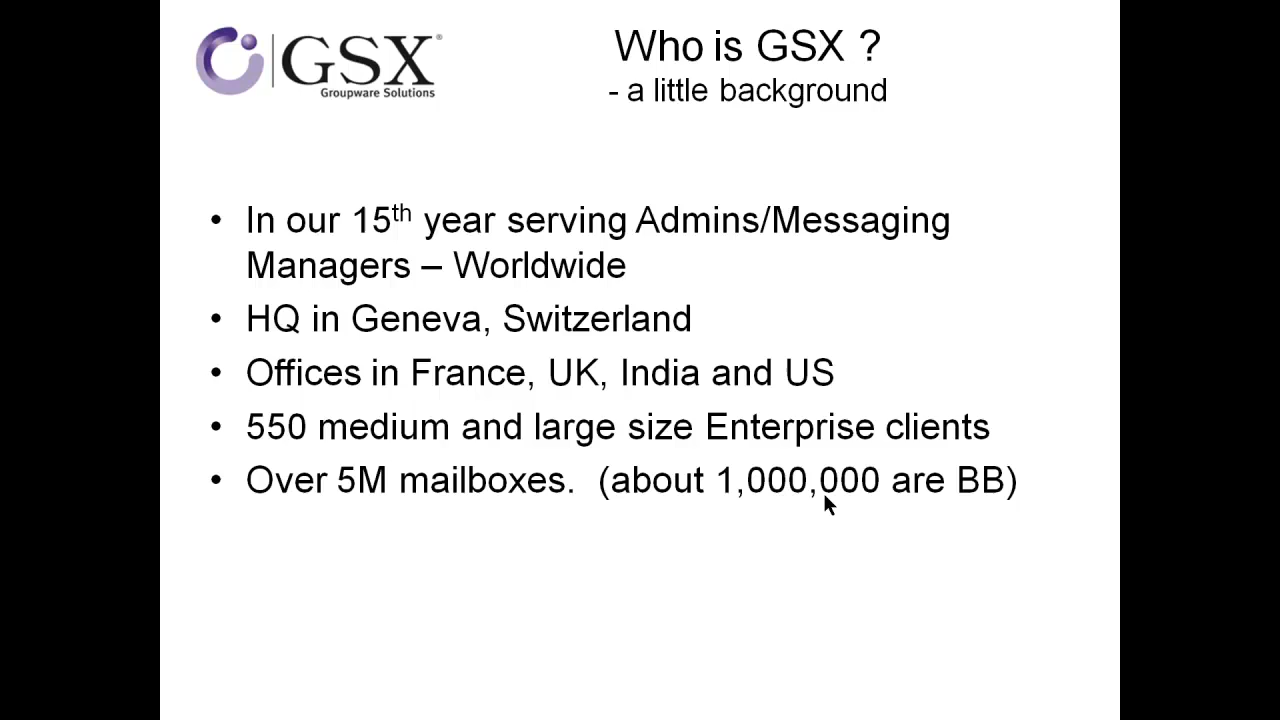 GSX®
Groupware Solutions
Who is GSX ?
- a little background
• In our 15th year serving Admins/Messaging
Managers – Worldwide
• HQ in Geneva, Switzerland
• Offices in France, UK, India and US
• 550 medium and large size Enterprise clients
• Over 5M mailboxes.  (about 1,000,000 are BB)